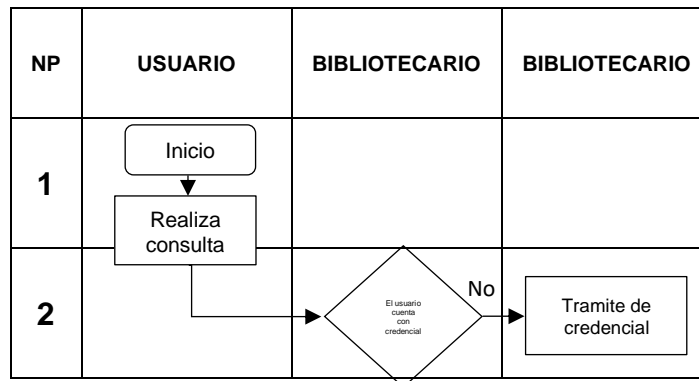 NP
USUARIO
BIBLIOTECARIO
BIBLIOTECARIO
1
Inicio
Realiza
consulta
2
El usuario
cuenta
con
credencial
No
Tramite de
credencial